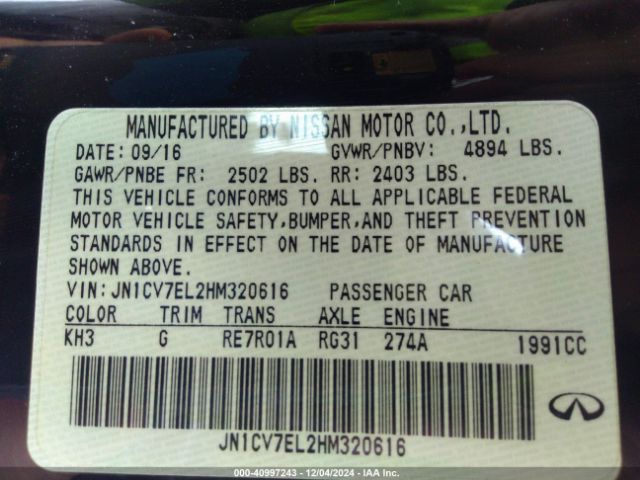 MANUFACTURED BY NISSAN MOTOR CO.,LTD.
DATE: 09/16 GVWR/PNBV: 4894 LBS.
GAWR/PNBE FR: 2502 LBS. RR: 2403 LBS.
THIS VEHICLE CONFORMS TO ALL APPLICABLE FEDERAL
MOTOR VEHICLE SAFETY,BUMPER,AND THEFT PREVENTION
STANDARDS IN EFFECT ON THE DATE OF MANUFACTURE
SHOWN ABOVE.
VIN:JN1CV7EL2HM320616 PASSENGER CAR
COLOR TRIM TRANS AXLE ENGINE
KH3 G RE7R01A RG31 274A 1991CC
JN1CV7EL2HM320616
000-40997243 - 12/04/2024 - IAA Inc.